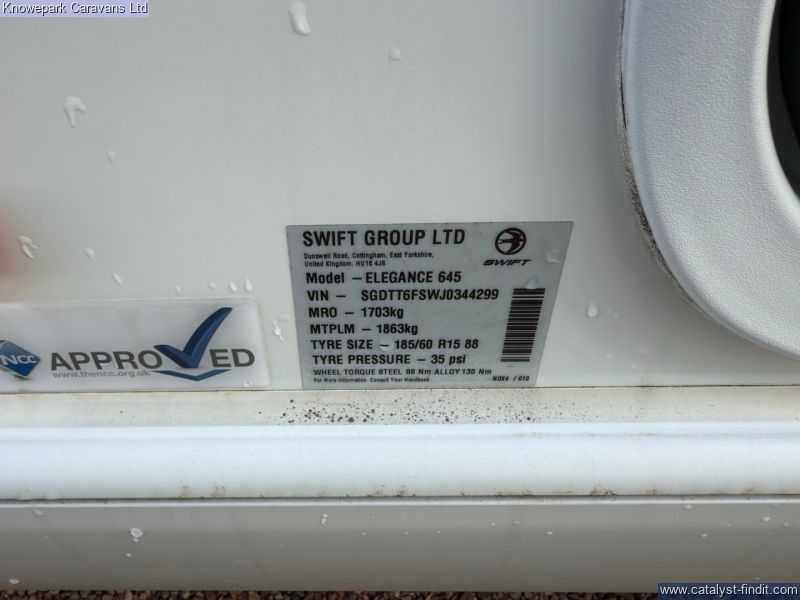 Knowepark Caravans Ltd
SWIFT GROUP LTD
SWIFT
Dunswell Road, Cottingham, East Yorkshire,
United Kingdom. HU16 4JS
Model – ELEGANCE 645
VIN – SGDTT6FSWJ0344299
MRO – 1703kg
MTPLM – 1863kg
TYRE SIZE – 185/60 R15 88
TYRE PRESSURE – 35 psi
WHEEL TORQUE STEEL 88 Nm ALLOY 130 Nm
For More Information Consult Your Handbook
N0X4 / 010
NCC
APPROVED
www.thencc.org.uk
www.catalyst-findit.com